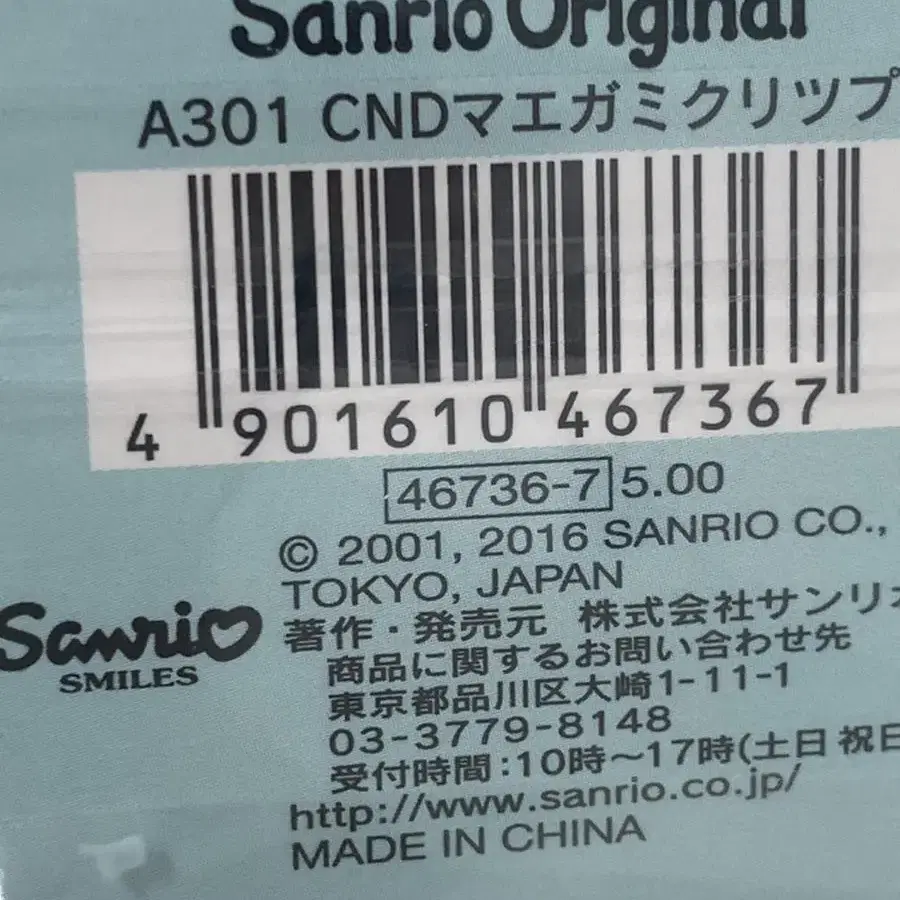 Sanrio Original
A301 CNDマエガミクリツプ
4 901610 467367
46736-7 5.00
© 2001, 2016 SANRIO CO.,
TOKYO, JAPAN
Sanrio
SMILES
著作・発売元 株式会社サンリオ
商品に関するお問い合わせ先
東京都品川区大崎1-11-1
03-3779-8148
受付時間:10時〜17時(土日 祝日
http://www.sanrio.co.jp/
MADE IN CHINA